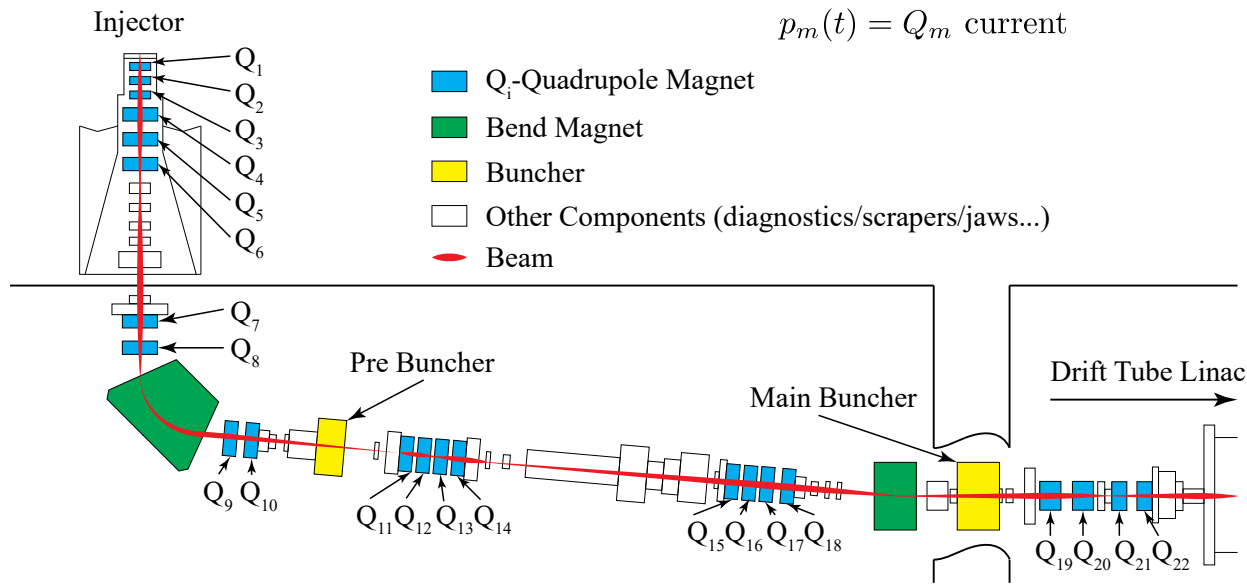 Injector
p_m(t) = Q_m current
Q_1
Q_2
Q_3
Q_4
Q_5
Q_6
Q_i-Quadrupole Magnet
Bend Magnet
Buncher
Other Components (diagnostics/scrapers/jaws...)
Beam
Q_7
Q_8
Pre Buncher
Main Buncher
Drift Tube Linac
Q_9 Q_10
Q_11 Q_12 Q_13 Q_14
Q_15 Q_16 Q_17 Q_18
Q_19 Q_20 Q_21 Q_22